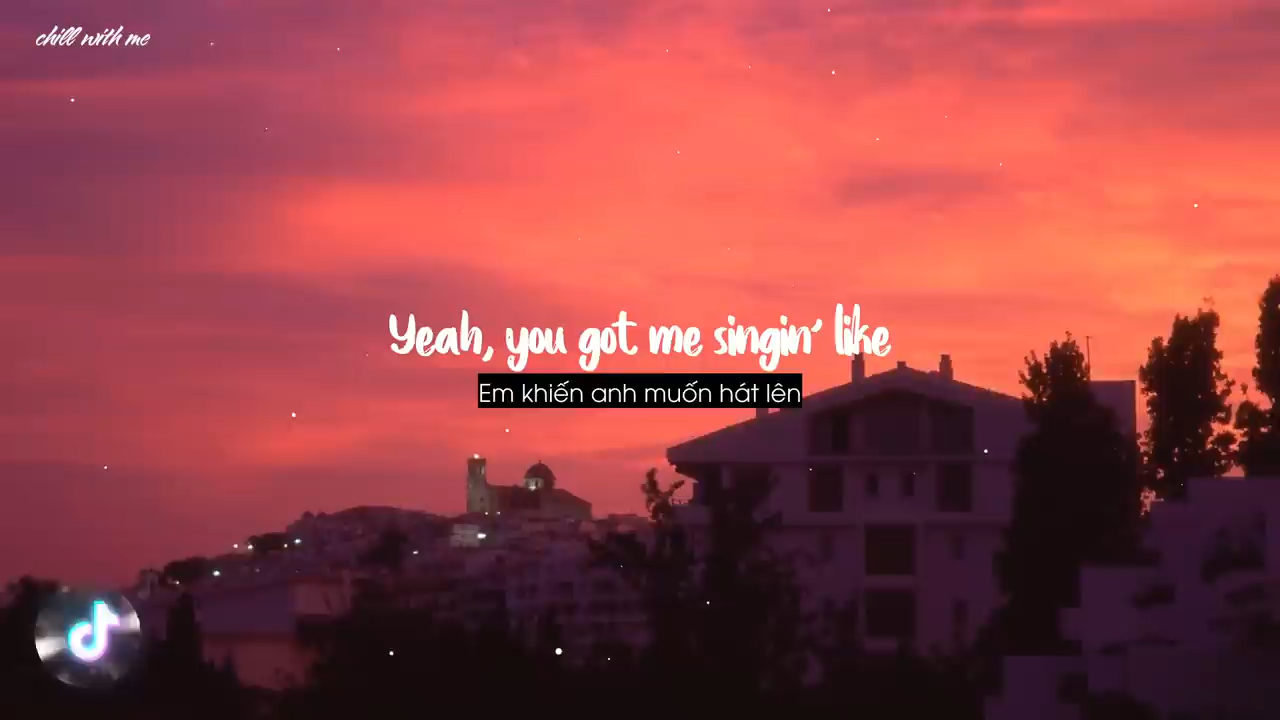 chill with me
Yeah, you got me singin' like
Em khiến anh muốn hát lên